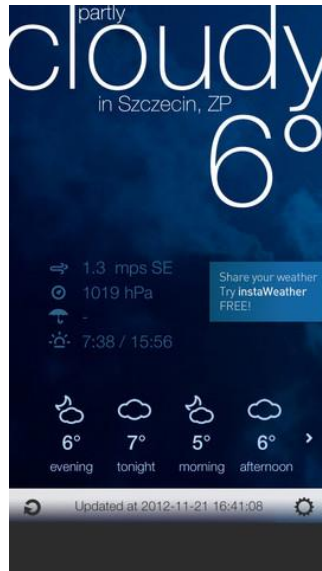 partly
cloudy
in Szczecin, ZP
6°
1.3 mps SE
1019 hPa
-
7:38 / 15:56
Share your weather
Try instaWeather
FREE!
6° 7° 5° 6°
evening tonight morning afternoon
Updated at 2012-11-21 16:41:08